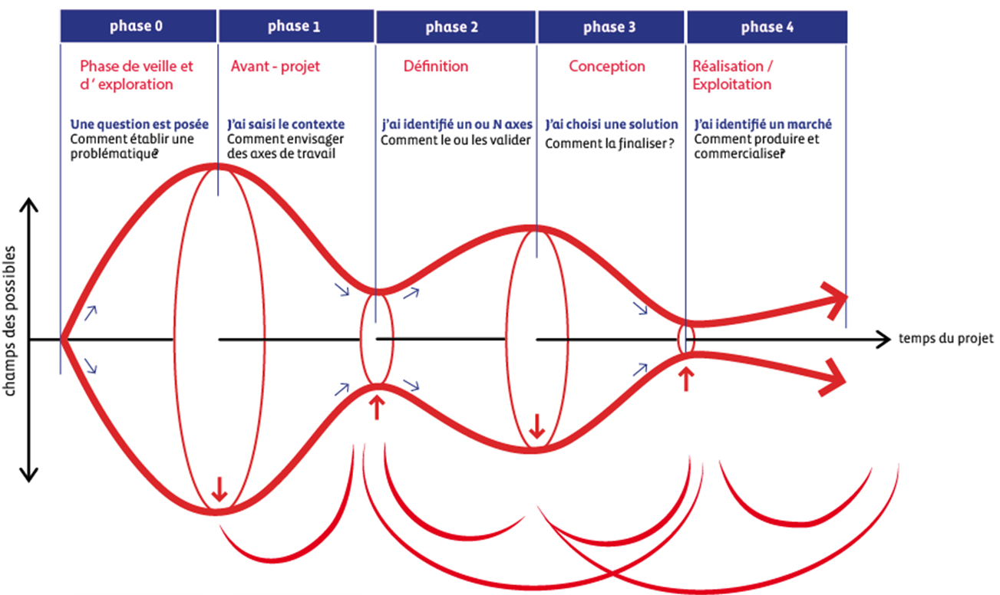 phase 0
phase 1
phase 2
phase 3
phase 4
Phase de veille et
d' exploration
Avant - projet
Définition
Conception
Réalisation /
Exploitation
Une question est posée
Comment établir une
problématique?
J'ai saisi le contexte
Comment envisager
des axes de travail
j'ai identifié un ou N axes
Comment le ou les valider
J'ai choisi une solution
Comment la finaliser ?
J'ai identifié un marché
Comment produire et
commercialiser?
champs des possibles
temps du projet